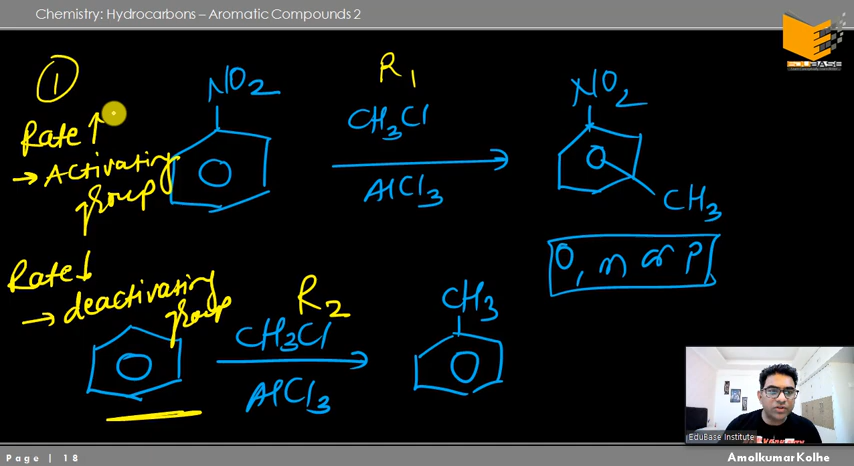 Chemistry: Hydrocarbons – Aromatic Compounds 2
EDUBASE
①
NO2
R1
CH3Cl
AlCl3
NO2
CH3
Rate ↑
→ Activating
group
O, m or p
Rate ↓
→ deactivating
group
R2
CH3Cl
AlCl3
CH3
EduBase Institute
Page | 18
AmolkumarKolhe